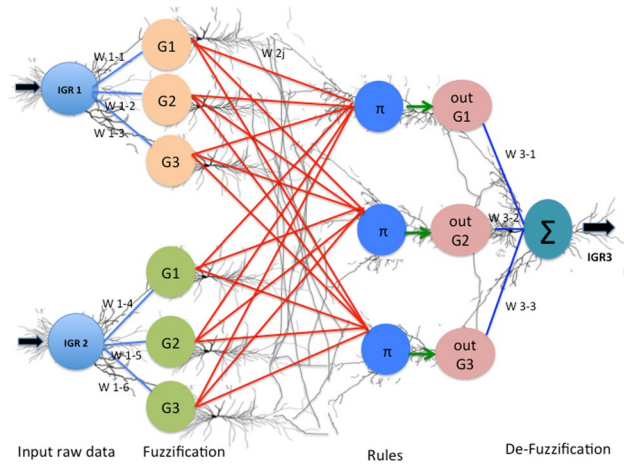 G1
W 1-1
W 2j
IGR 1
G2
W 1-2
π
out
G1
W 1-3
G3
W 3-1
G1
π
out
G2
W 3-2
Σ
IGR3
W 1-4
IGR 2
G2
W 1-5
W 3-3
π
out
G3
W 1-6
G3
Input raw data
Fuzzification
Rules
De-Fuzzification